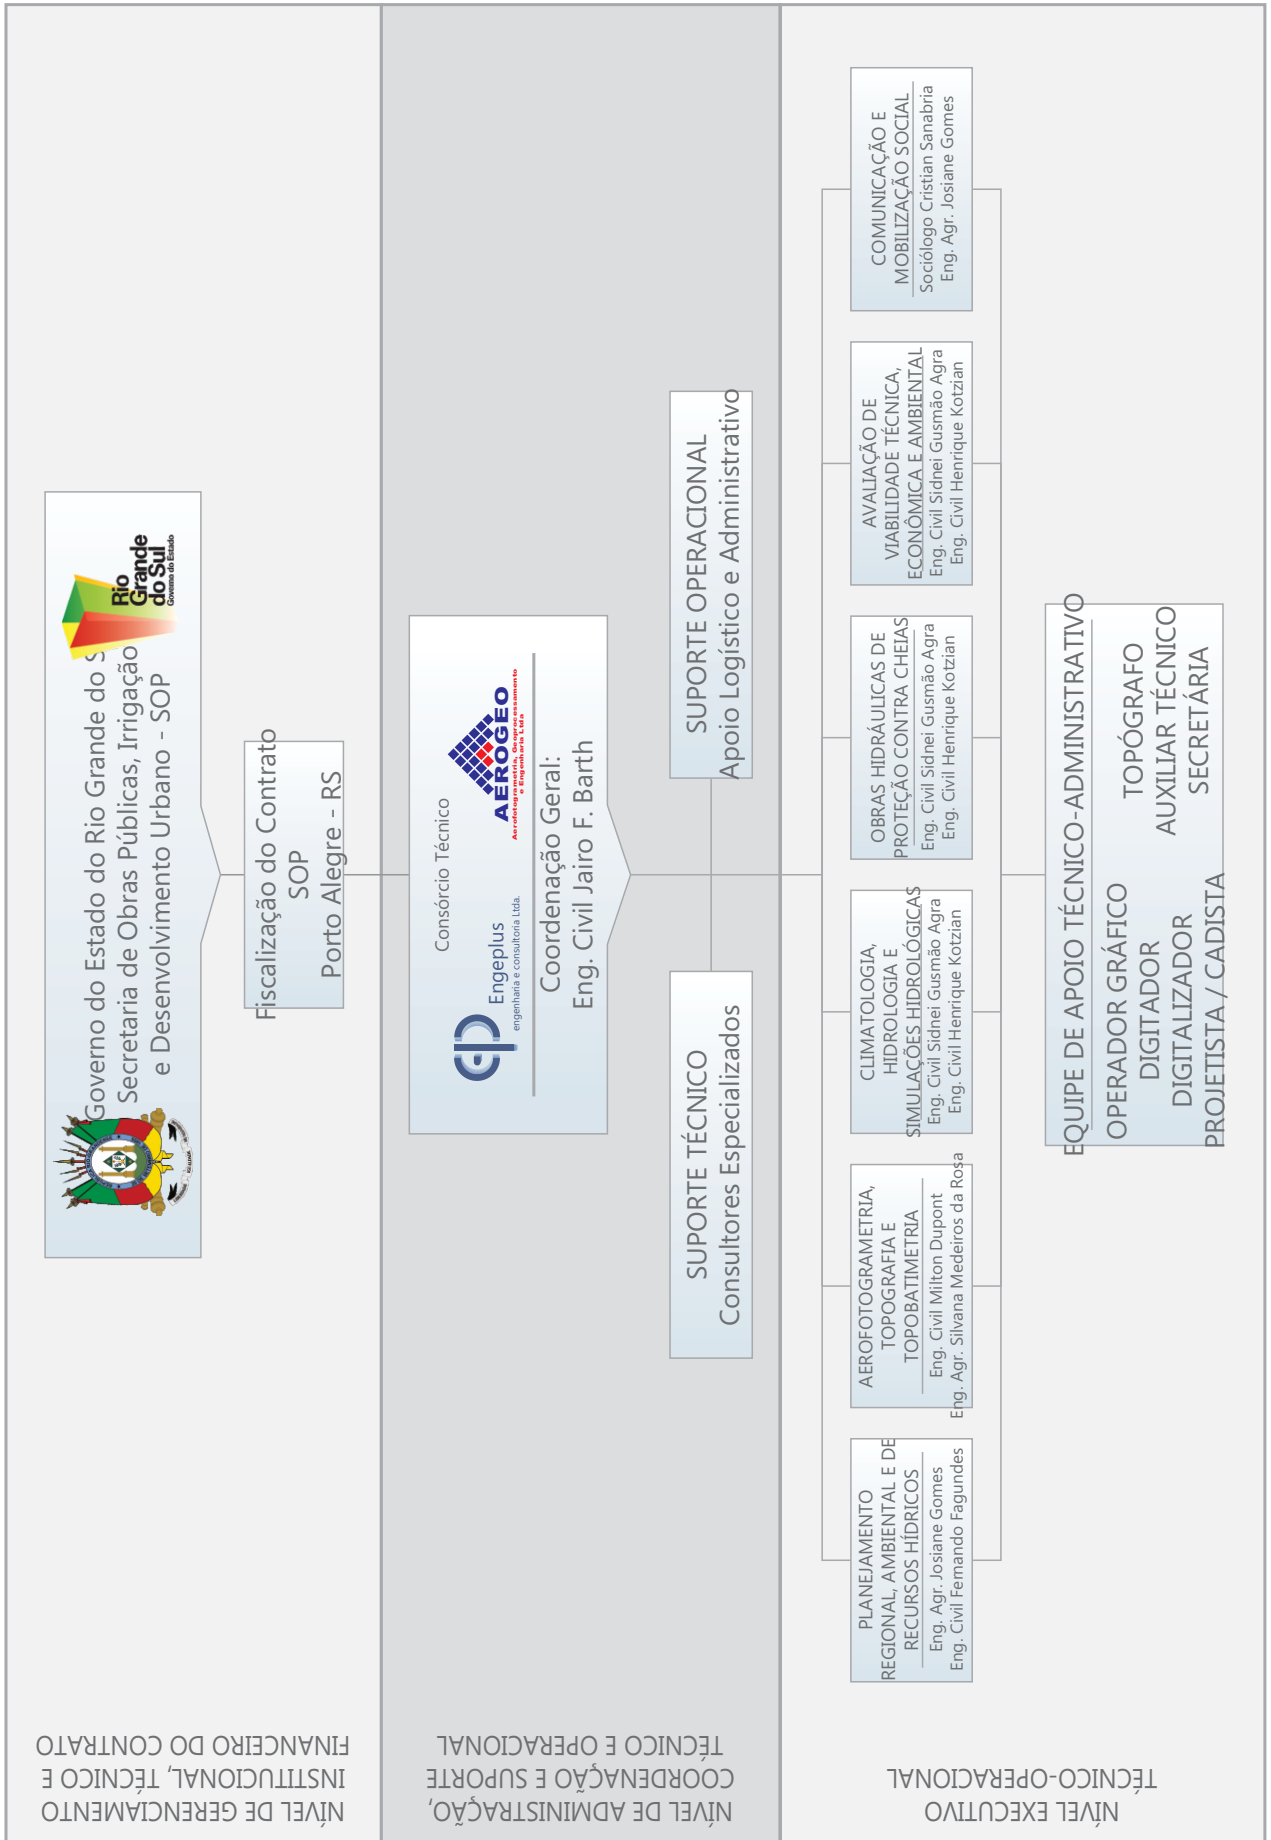 NÍVEL DE GERENCIAMENTO
INSTITUCIONAL, TÉCNICO E
FINANCEIRO DO CONTRATO
Governo do Estado do Rio Grande do S
Secretaria de Obras Públicas, Irrigação
e Desenvolvimento Urbano - SOP
Rio
Grande
do Sul
Governo do Estado
Fiscalização do Contrato
SOP
Porto Alegre - RS
NÍVEL DE ADMINISTRAÇÃO,
COORDENAÇÃO E SUPORTE
TÉCNICO E OPERACIONAL
Consórcio Técnico
ep
Engeplus
engenharia e consultoria Ltda.
AEROGEO
Aerofotogrametria, Geoprocessamento
e Engenharia Ltda
Coordenação Geral:
Eng. Civil Jairo F. Barth
SUPORTE TÉCNICO
Consultores Especializados
SUPORTE OPERACIONAL
Apoio Logístico e Administrativo
NÍVEL EXECUTIVO
TÉCNICO-OPERACIONAL
PLANEJAMENTO
REGIONAL, AMBIENTAL E DE
RECURSOS HÍDRICOS
Eng. Agr. Josiane Gomes
Eng. Civil Fernando Fagundes
AEROFOTOGRAMETRIA,
TOPOGRAFIA E
TOPOBATIMETRIA
Eng. Civil Milton Dupont
Eng. Agr. Silvana Medeiros da Rosa
CLIMATOLOGIA,
HIDROLOGIA E
SIMULAÇÕES HIDROLÓGICAS
Eng. Civil Sidnei Gusmão Agra
Eng. Civil Henrique Kotzian
OBRAS HIDRÁULICAS DE
PROTEÇÃO CONTRA CHEIAS
Eng. Civil Sidnei Gusmão Agra
Eng. Civil Henrique Kotzian
AVALIAÇÃO DE
VIABILIDADE TÉCNICA,
ECONÔMICA E AMBIENTAL
Eng. Civil Sidnei Gusmão Agra
Eng. Civil Henrique Kotzian
COMUNICAÇÃO E
MOBILIZAÇÃO SOCIAL
Sociólogo Cristian Sanabria
Eng. Agr. Josiane Gomes
EQUIPE DE APOIO TÉCNICO-ADMINISTRATIVO
OPERADOR GRÁFICO
DIGITADOR
DIGITALIZADOR
PROJETISTA / CADISTA
TOPÓGRAFO
AUXILIAR TÉCNICO
SECRETÁRIA